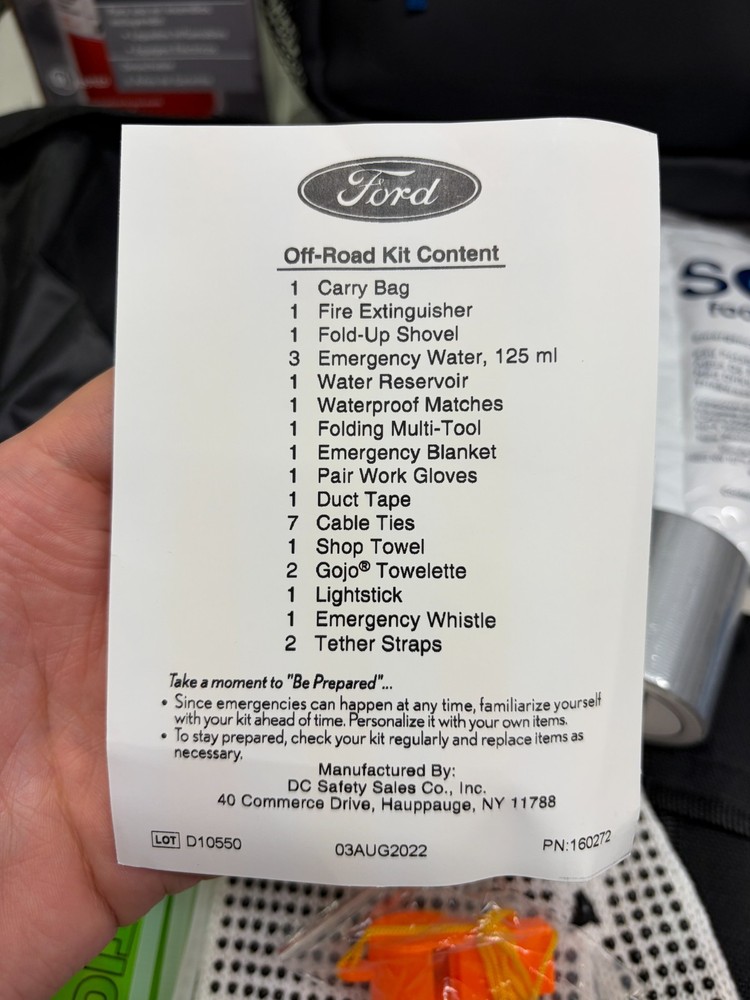 Ford
Off-Road Kit Content
1 Carry Bag
1 Fire Extinguisher
1 Fold-Up Shovel
3 Emergency Water, 125 ml
1 Water Reservoir
1 Waterproof Matches
1 Folding Multi-Tool
1 Emergency Blanket
1 Pair Work Gloves
1 Duct Tape
7 Cable Ties
1 Shop Towel
2 Gojo® Towelette
1 Lightstick
1 Emergency Whistle
2 Tether Straps
Take a moment to "Be Prepared"...
• Since emergencies can happen at any time, familiarize yourself
with your kit ahead of time. Personalize it with your own items.
• To stay prepared, check your kit regularly and replace items as
necessary.
Manufactured By:
DC Safety Sales Co., Inc.
40 Commerce Drive, Hauppauge, NY 11788
LOT D10550 03AUG2022 PN:160272